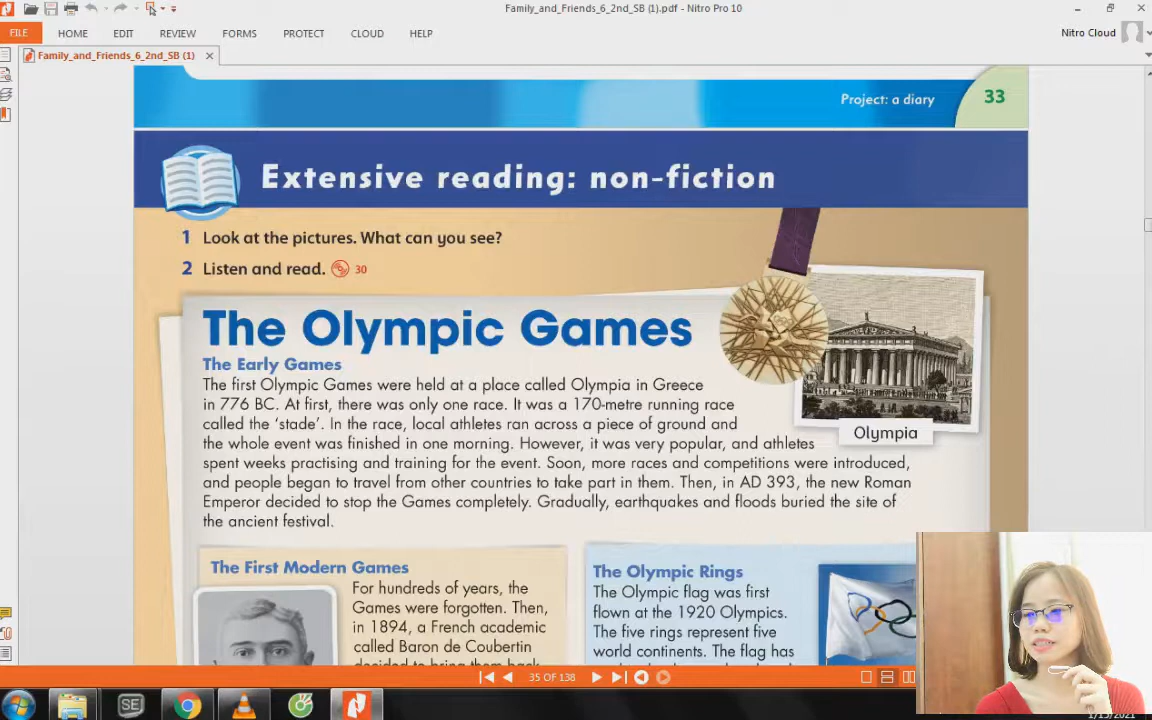 Family_and_Friends_6_2nd_SB (1).pdf - Nitro Pro 10
FILE HOME EDIT REVIEW FORMS PROTECT CLOUD HELP
Nitro Cloud
Family_and_Friends_6_2nd_SB (1)
Project: a diary 33
Extensive reading: non-fiction
1 Look at the pictures. What can you see?
2 Listen and read. 30
The Olympic Games
The Early Games
The first Olympic Games were held at a place called Olympia in Greece
in 776 BC. At first, there was only one race. It was a 170-metre running race
called the ‘stade’. In the race, local athletes ran across a piece of ground and
the whole event was finished in one morning. However, it was very popular, and athletes
spent weeks practising and training for the event. Soon, more races and competitions were introduced,
and people began to travel from other countries to take part in them. Then, in AD 393, the new Roman
Emperor decided to stop the Games completely. Gradually, earthquakes and floods buried the site of
the ancient festival.
Olympia
The First Modern Games
For hundreds of years, the
Games were forgotten. Then,
in 1894, a French academic
called Baron de Coubertin
decided to bring them back
The Olympic Rings
The Olympic flag was first
flown at the 1920 Olympics.
The five rings represent five
world continents. The flag has
35 OF 138
SE